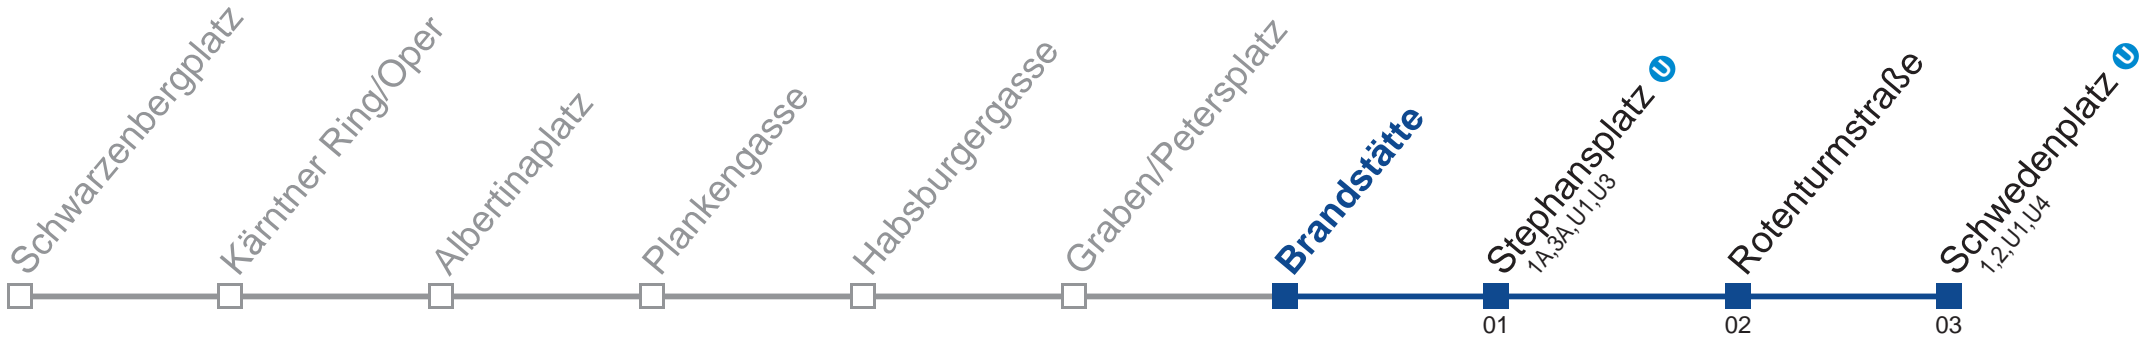 Schwarzenbergplatz
Kärntner Ring/Oper
Albertinaplatz
Plankengasse
Habsburgergasse
Graben/Petersplatz
Brandstätte
Stephansplatz U
1A,3A,U1,U3
Rotenturmstraße
Schwedenplatz U
1,2,U1,U4
01
02
03